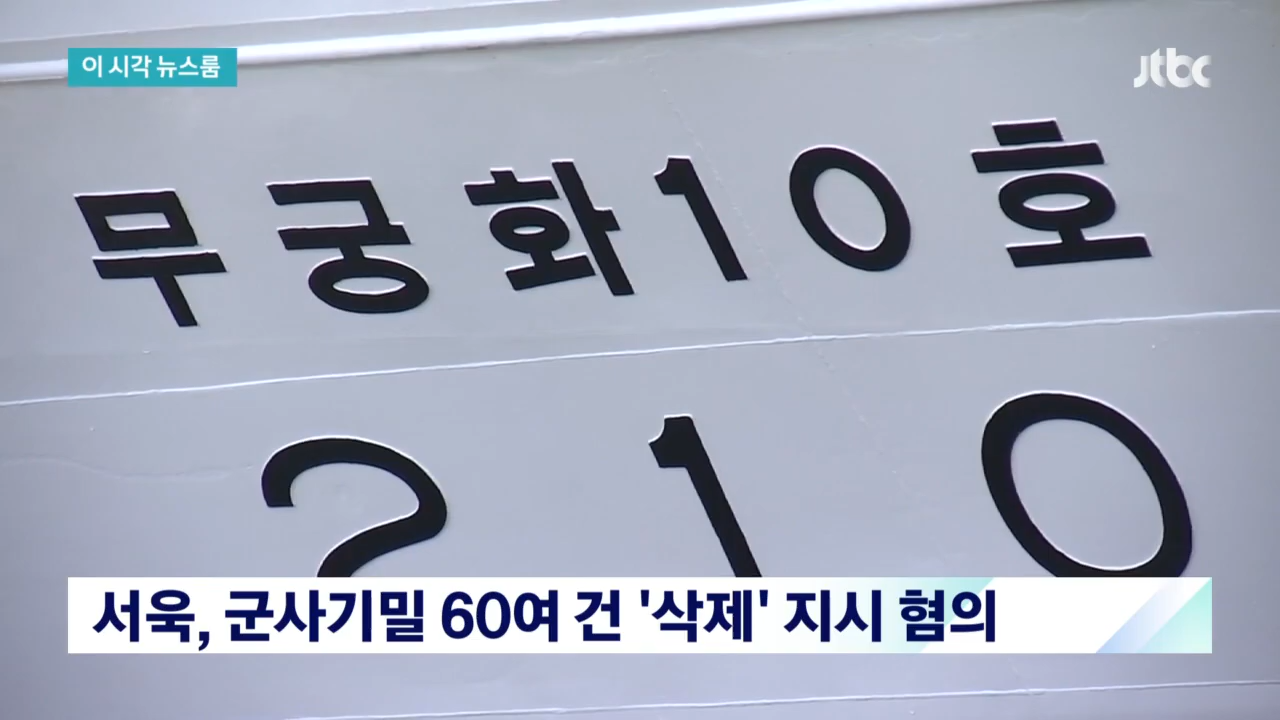 이 시각 뉴스룸
jtbc
무궁화10호
210
서욱, 군사기밀 60여 건 '삭제' 지시 혐의